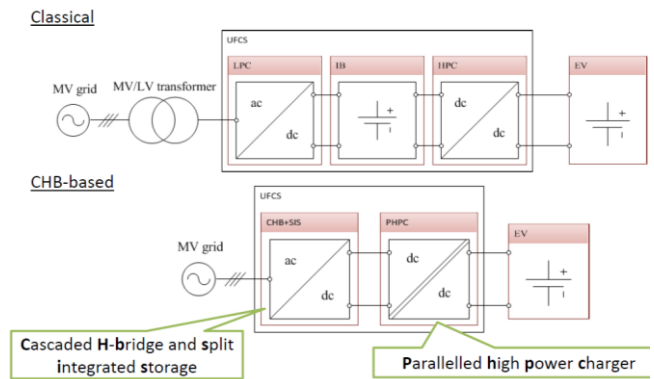 Classical
UFCS
LPC
IB
HPC
EV
MV grid
MV/LV transformer
ac
dc
+
-
dc
dc
+
-
CHB-based
UFCS
CHB+SIS
PHPC
EV
MV grid
ac
dc
dc
dc
+
-
Cascaded H-bridge and split
integrated storage
Parallelled high power charger